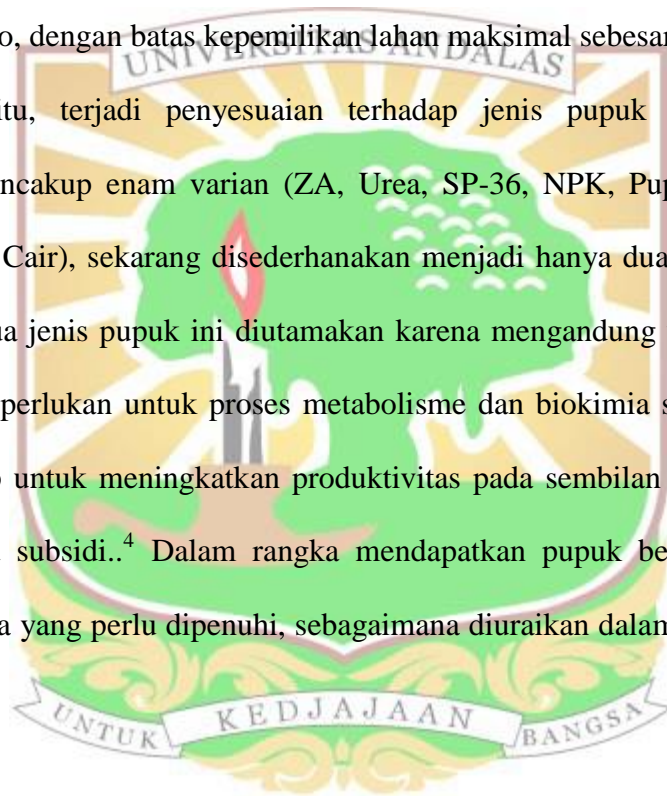 o, dengan batas kepemilikan lahan maksimal sebesar
UNIVERSITAS ANDALAS
itu, terjadi penyesuaian terhadap jenis pupuk
ncakup enam varian (ZA, Urea, SP-36, NPK, Pup
Cair), sekarang disederhanakan menjadi hanya dua
ua jenis pupuk ini diutamakan karena mengandung
perlukan untuk proses metabolisme dan biokimia s
untuk meningkatkan produktivitas pada sembilan
subsidi..⁴ Dalam rangka mendapatkan pupuk be
a yang perlu dipenuhi, sebagaimana diuraikan dalam
UNTUK KEDJAJAAN BANGSA